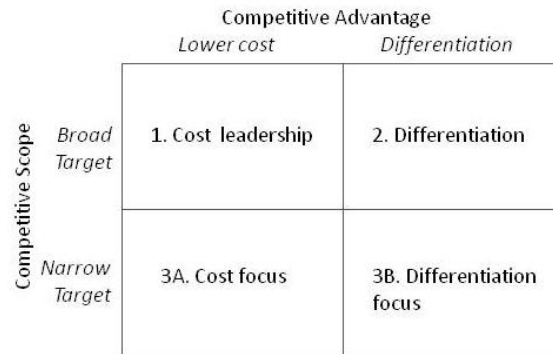 Competitive Advantage
Lower cost
Differentiation
Competitive Scope
Broad
Target
1. Cost leadership
2. Differentiation
Narrow
Target
3A. Cost focus
3B. Differentiation
focus